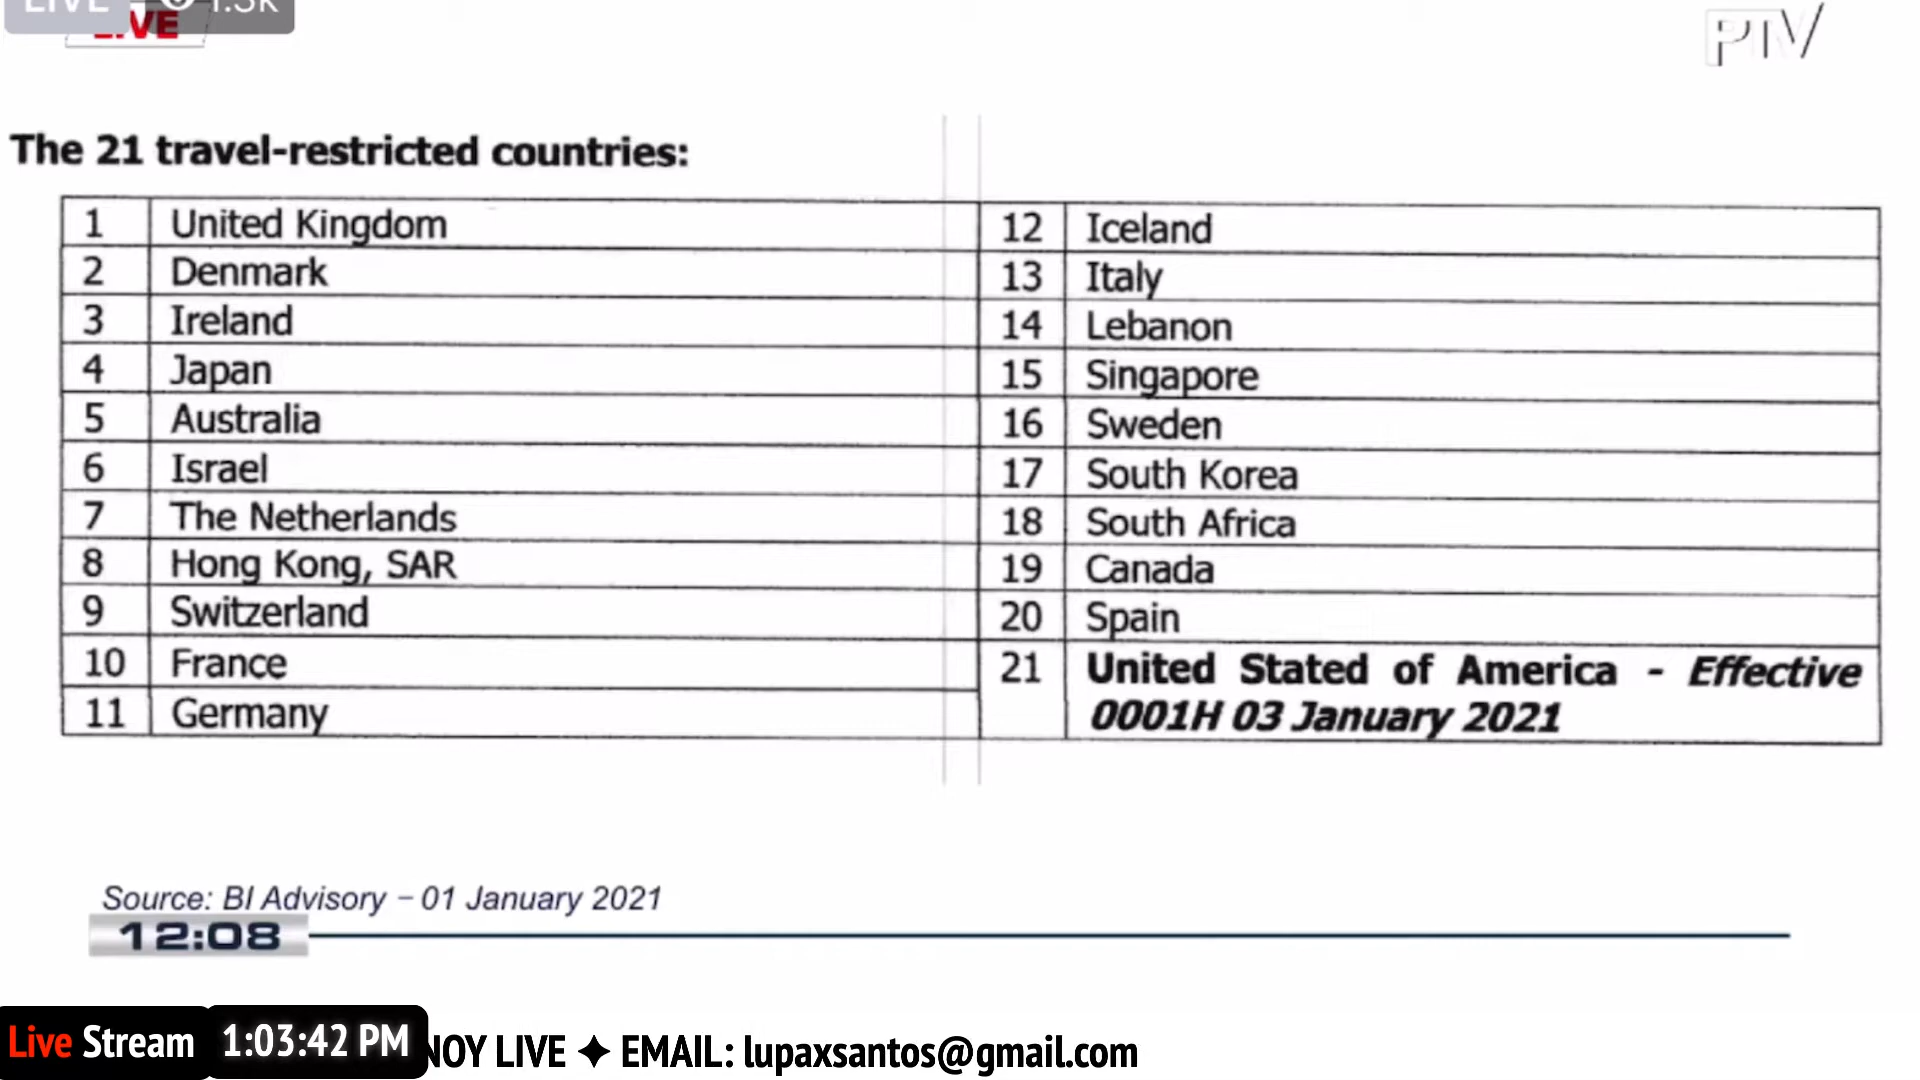 LIVE 1.3k
LIVE
PTV
The 21 travel-restricted countries:
1 United Kingdom
2 Denmark
3 Ireland
4 Japan
5 Australia
6 Israel
7 The Netherlands
8 Hong Kong, SAR
9 Switzerland
10 France
11 Germany
12 Iceland
13 Italy
14 Lebanon
15 Singapore
16 Sweden
17 South Korea
18 South Africa
19 Canada
20 Spain
21 United Stated of America - Effective
0001H 03 January 2021
Source: BI Advisory – 01 January 2021
12:08
Live Stream 1:03:42 PM NOY LIVE ✦ EMAIL: lupaxsantos@gmail.com